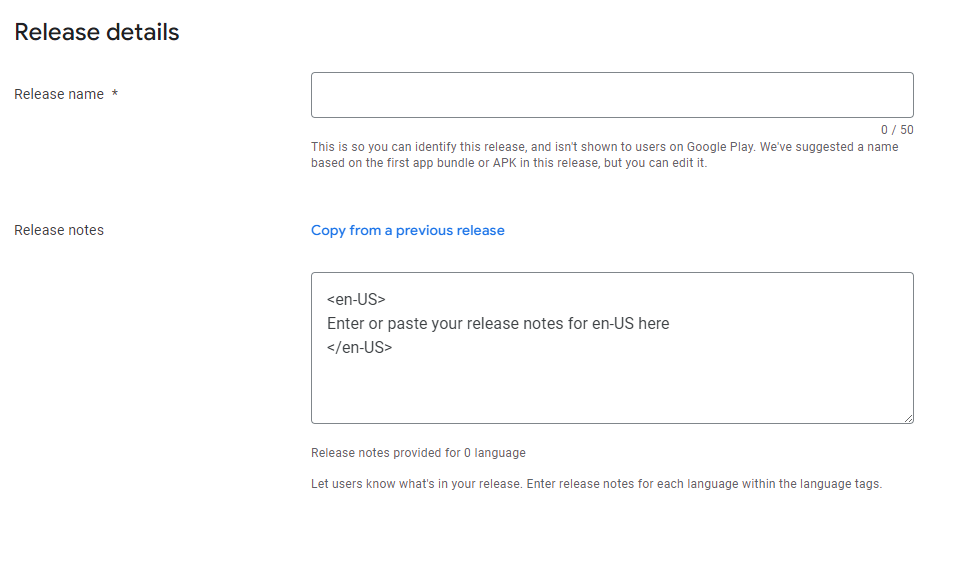 Release details
Release name *
0 / 50
This is so you can identify this release, and isn't shown to users on Google Play. We've suggested a name
based on the first app bundle or APK in this release, but you can edit it.
Release notes
Copy from a previous release
<en-US>
Enter or paste your release notes for en-US here
</en-US>
Release notes provided for 0 language
Let users know what's in your release. Enter release notes for each language within the language tags.